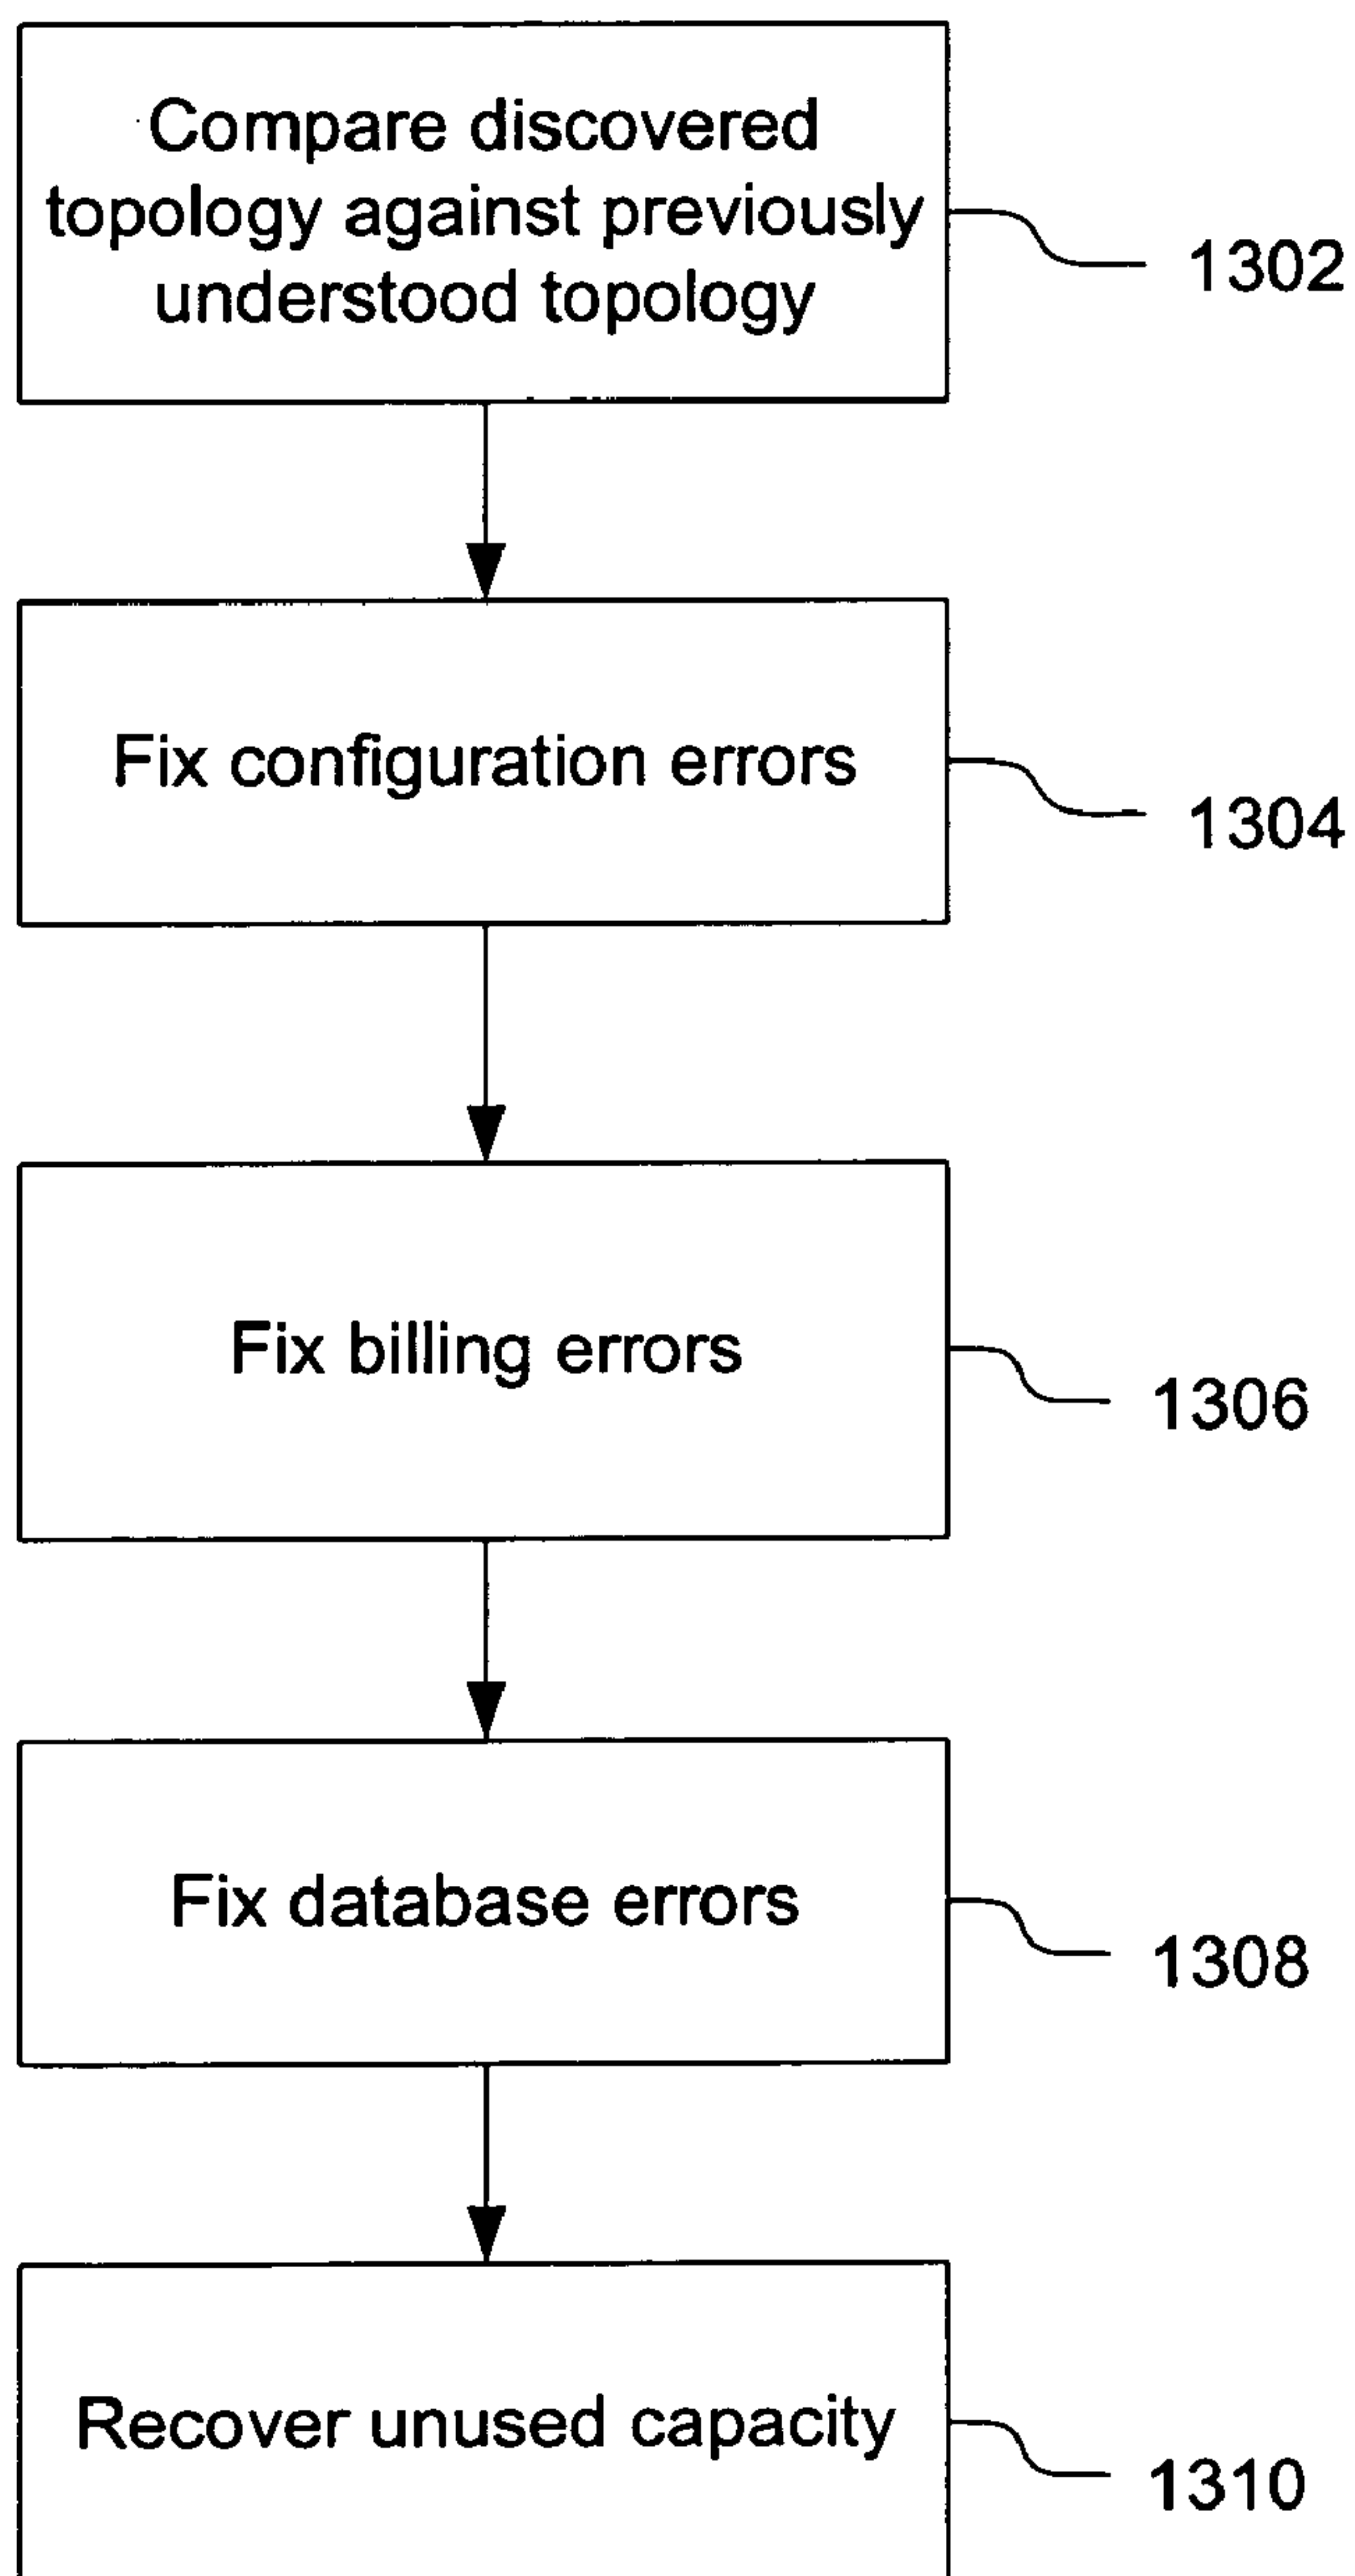 Compare discovered
topology against previously
understood topology
1302
Fix configuration errors
1304
Fix billing errors
1306
Fix database errors
1308
Recover unused capacity
1310